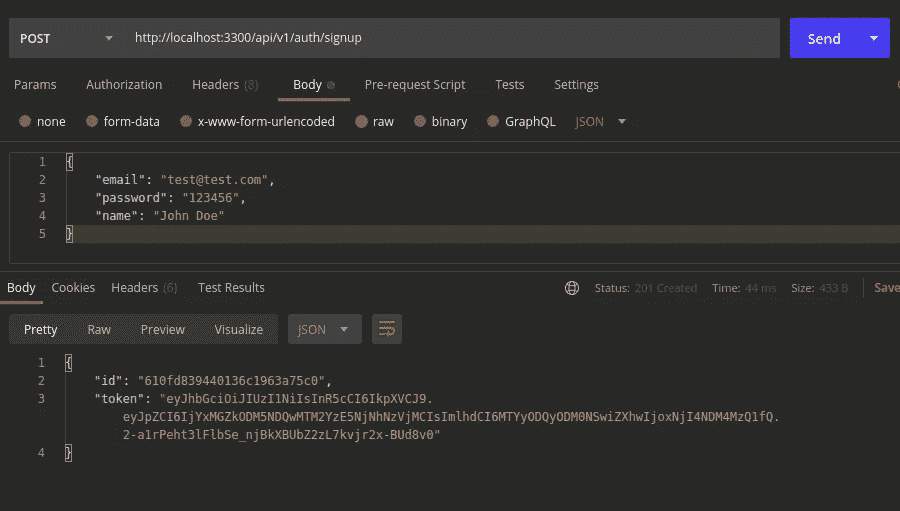 POST http://localhost:3300/api/v1/auth/signup Send
Params Authorization Headers (8) Body Pre-request Script Tests Settings
none form-data x-www-form-urlencoded raw binary GraphQL JSON
1 {
2 "email": "test@test.com",
3 "password": "123456",
4 "name": "John Doe"
5 }
Body Cookies Headers (6) Test Results Status: 201 Created Time: 44 ms Size: 433 B Save
Pretty Raw Preview Visualize JSON
1 {
2 "id": "610fd839440136c1963a75c0",
3 "token": "eyJhbGciOiJIUzI1NiIsInR5cCI6IkpXVCJ9.
eyJpZCI6IjYxMGZkODM5NDQwMTM2YzE5NjNhNzVjMCIsImlhdCI6MTYyODQyODM0NSwiZXhwIjoxNjI4NDM4MzQ1fQ.
2-a1rPeht3lFlbSe_njBkXBUbZ2zL7kvjr2x-BUd8v0"
4 }